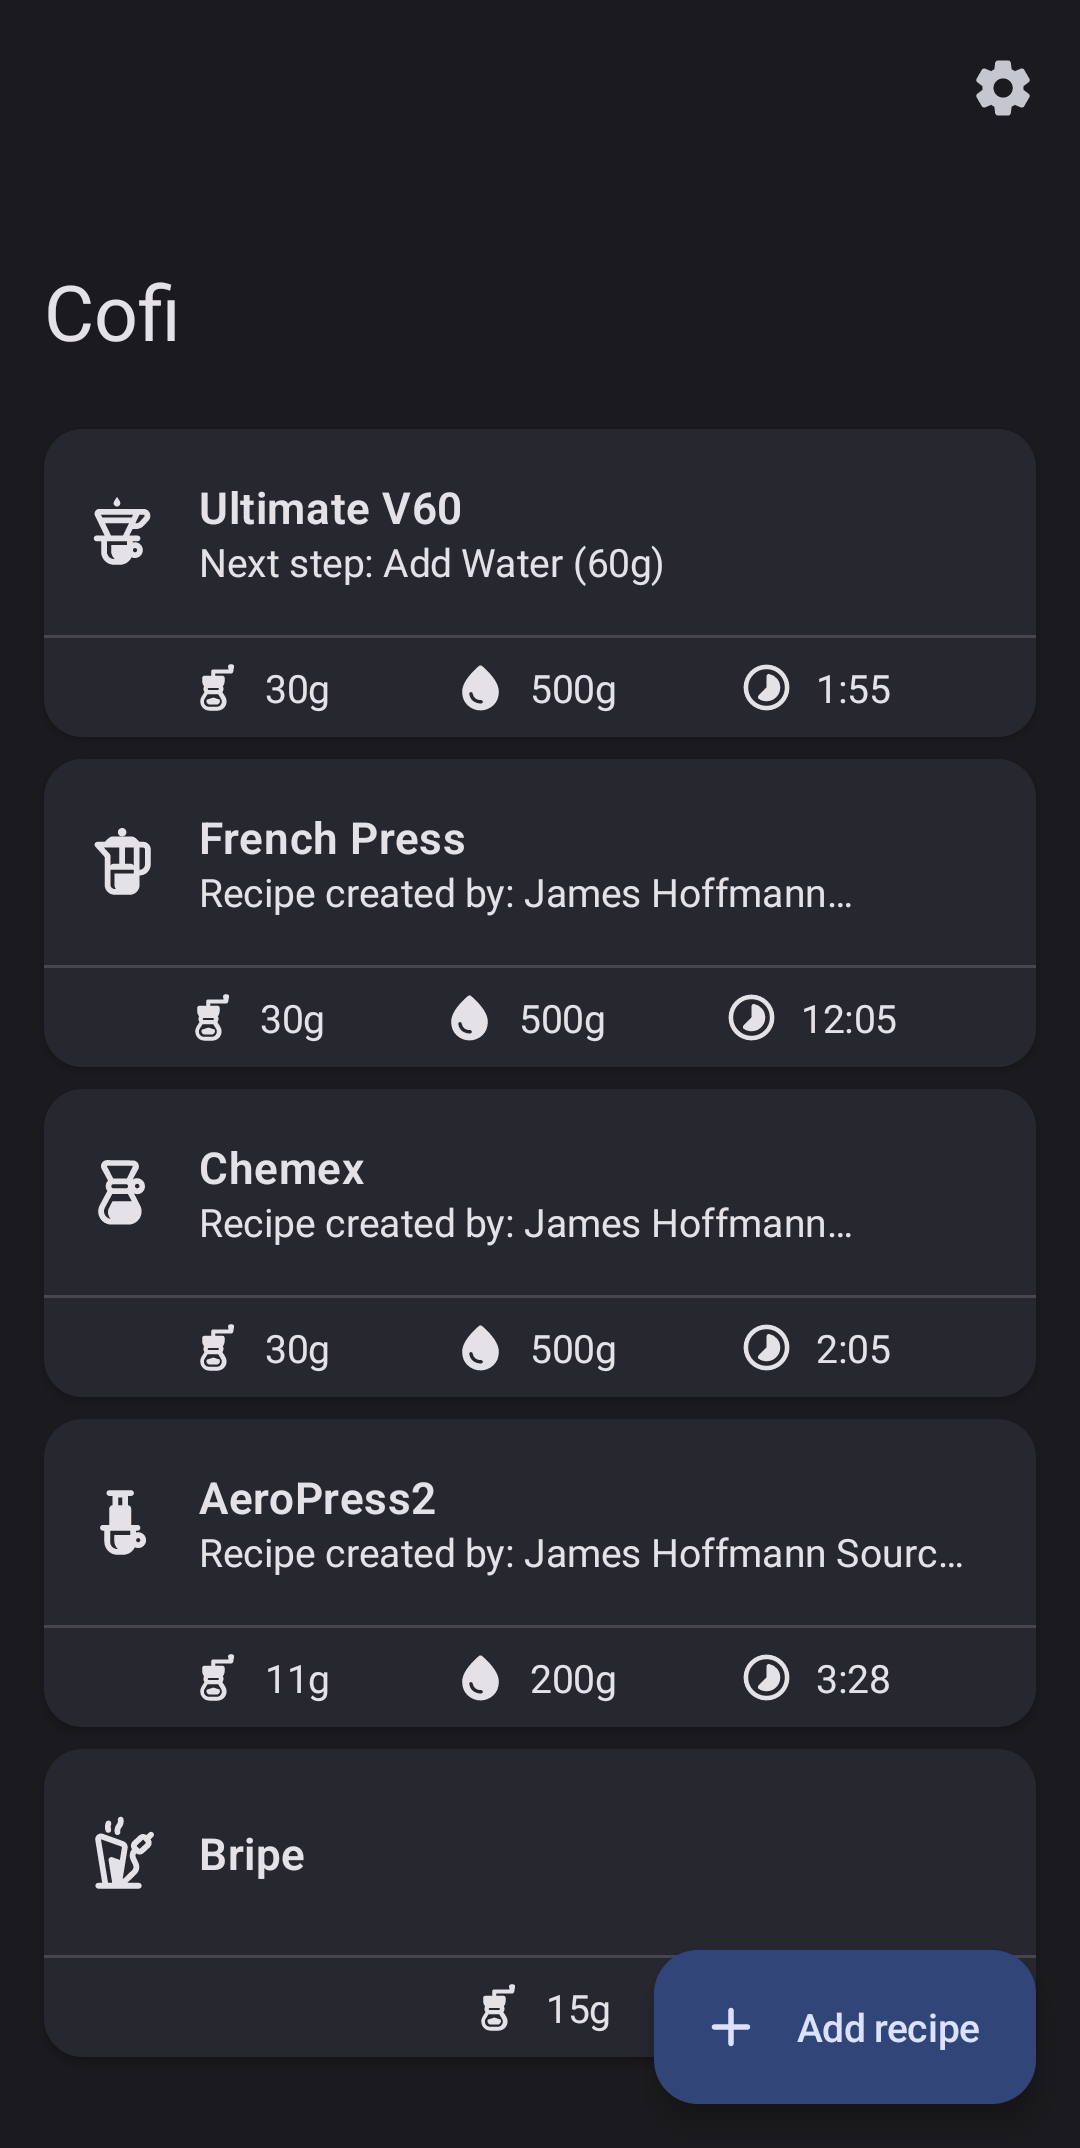 Cofi
Ultimate V60
Next step: Add Water (60g)
30g 500g 1:55
French Press
Recipe created by: James Hoffmann…
30g 500g 12:05
Chemex
Recipe created by: James Hoffmann…
30g 500g 2:05
AeroPress2
Recipe created by: James Hoffmann Sourc…
11g 200g 3:28
Bripe
15g
Add recipe